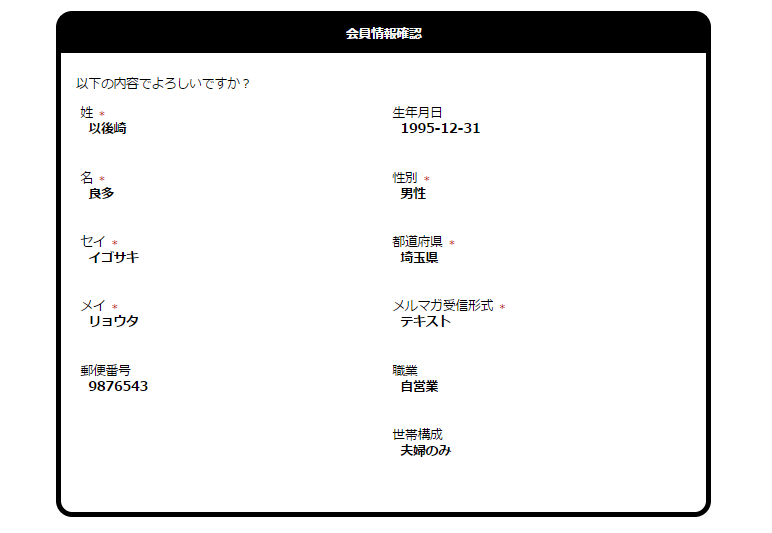 会員情報確認
以下の内容でよろしいですか？
姓 *
以後崎
名 *
良多
セイ *
イゴサキ
メイ *
リョウタ
郵便番号
9876543
生年月日
1995-12-31
性別 *
男性
都道府県 *
埼玉県
メルマガ受信形式 *
テキスト
職業
自営業
世帯構成
夫婦のみ